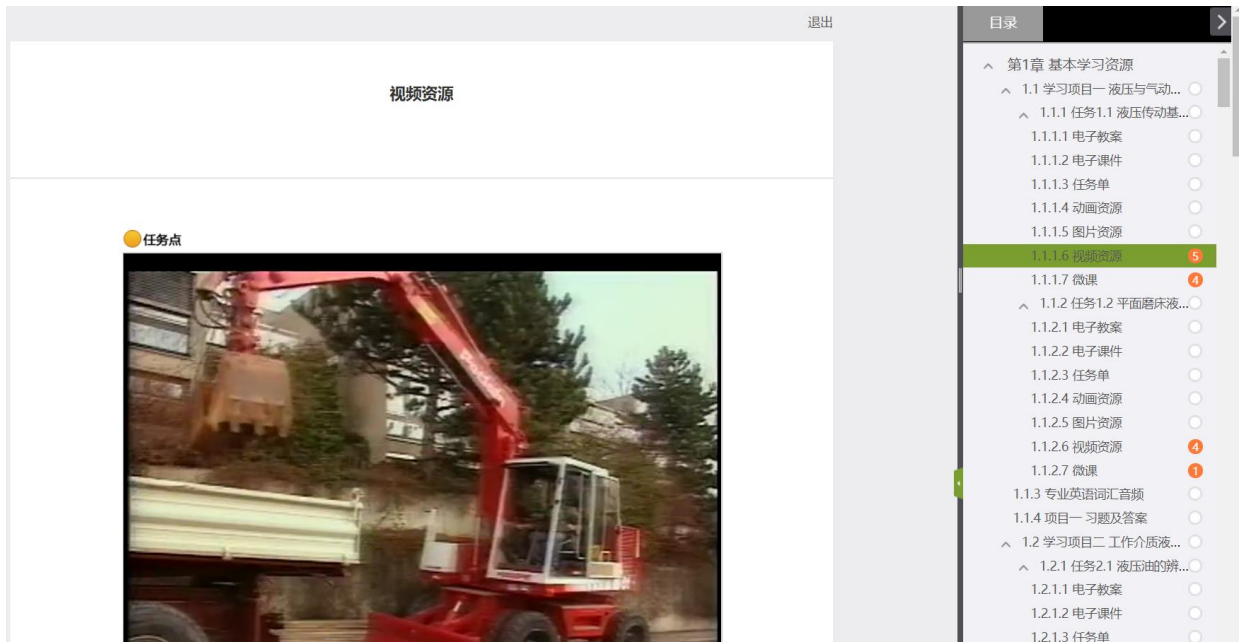 退出
视频资源
任务点
目录
第1章 基本学习资源
1.1 学习项目一 液压与气动...
1.1.1 任务1.1 液压传动基...
1.1.1.1 电子教案
1.1.1.2 电子课件
1.1.1.3 任务单
1.1.1.4 动画资源
1.1.1.5 图片资源
1.1.1.6 视频资源 5
1.1.1.7 微课 4
1.1.2 任务1.2 平面磨床液...
1.1.2.1 电子教案
1.1.2.2 电子课件
1.1.2.3 任务单
1.1.2.4 动画资源
1.1.2.5 图片资源
1.1.2.6 视频资源 4
1.1.2.7 微课 1
1.1.3 专业英语词汇音频
1.1.4 项目一 习题及答案
1.2 学习项目二 工作介质液...
1.2.1 任务2.1 液压油的辨...
1.2.1.1 电子教案
1.2.1.2 电子课件
1.2.1.3 任务单